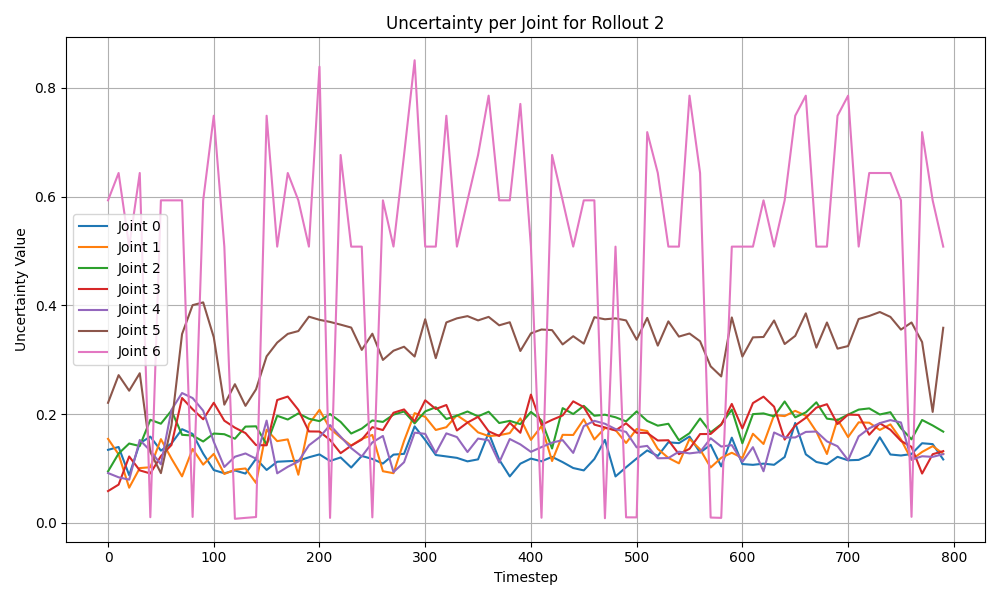 Uncertainty per Joint for Rollout 2
Uncertainty Value
0.8
0.6
0.4
0.2
0.0
Joint 0
Joint 1
Joint 2
Joint 3
Joint 4
Joint 5
Joint 6
0 100 200 300 400 500 600 700 800
Timestep